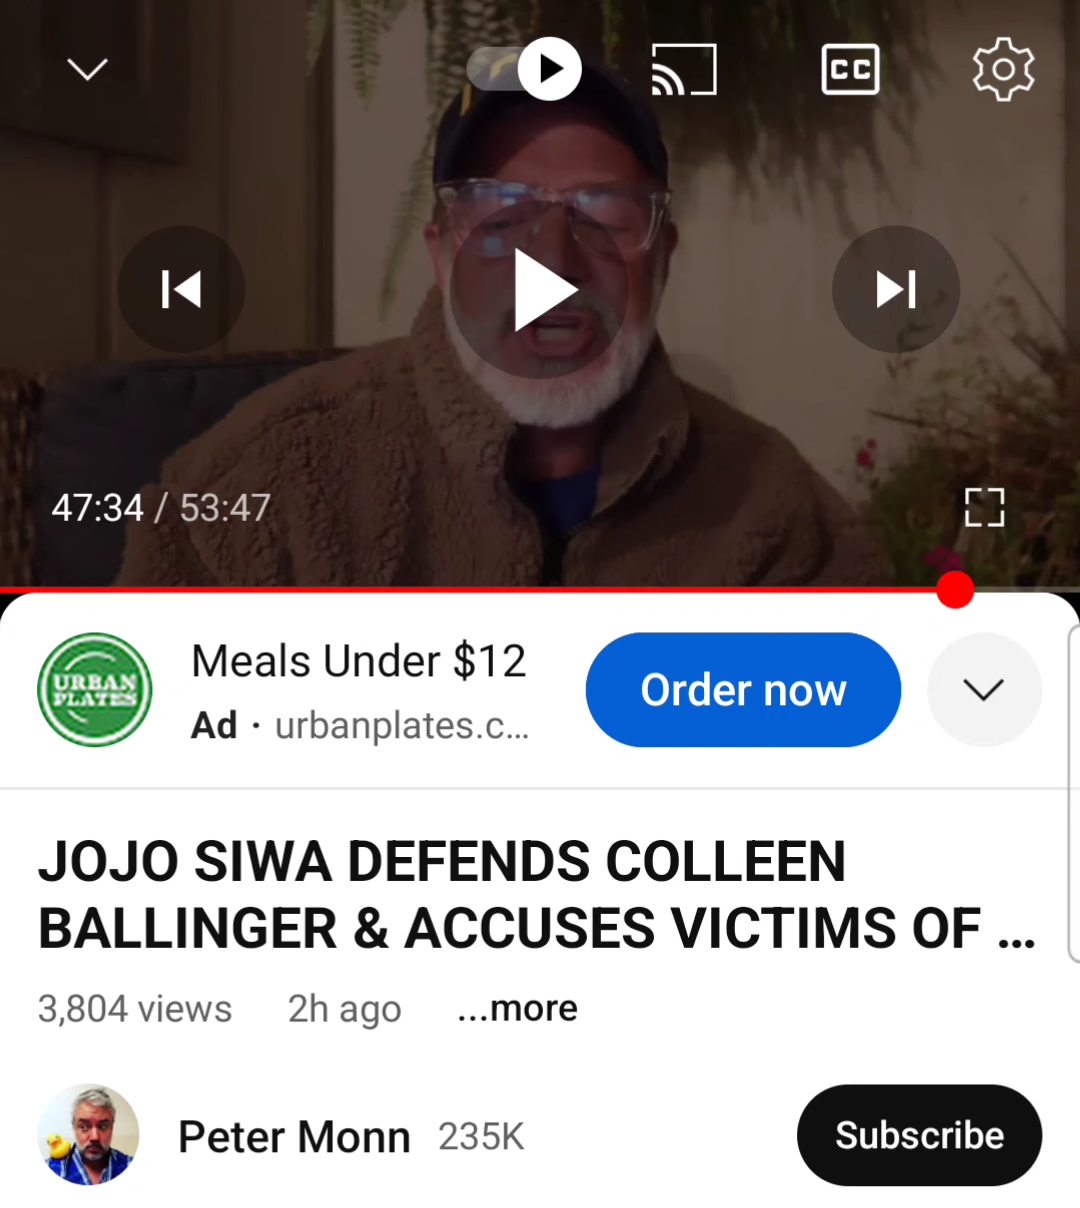 CC
47:34 / 53:47
URBAN
PLATES
Meals Under $12
Ad · urbanplates.c...
Order now
JOJO SIWA DEFENDS COLLEEN
BALLINGER & ACCUSES VICTIMS OF ...
3,804 views 2h ago ...more
Peter Monn 235K
Subscribe